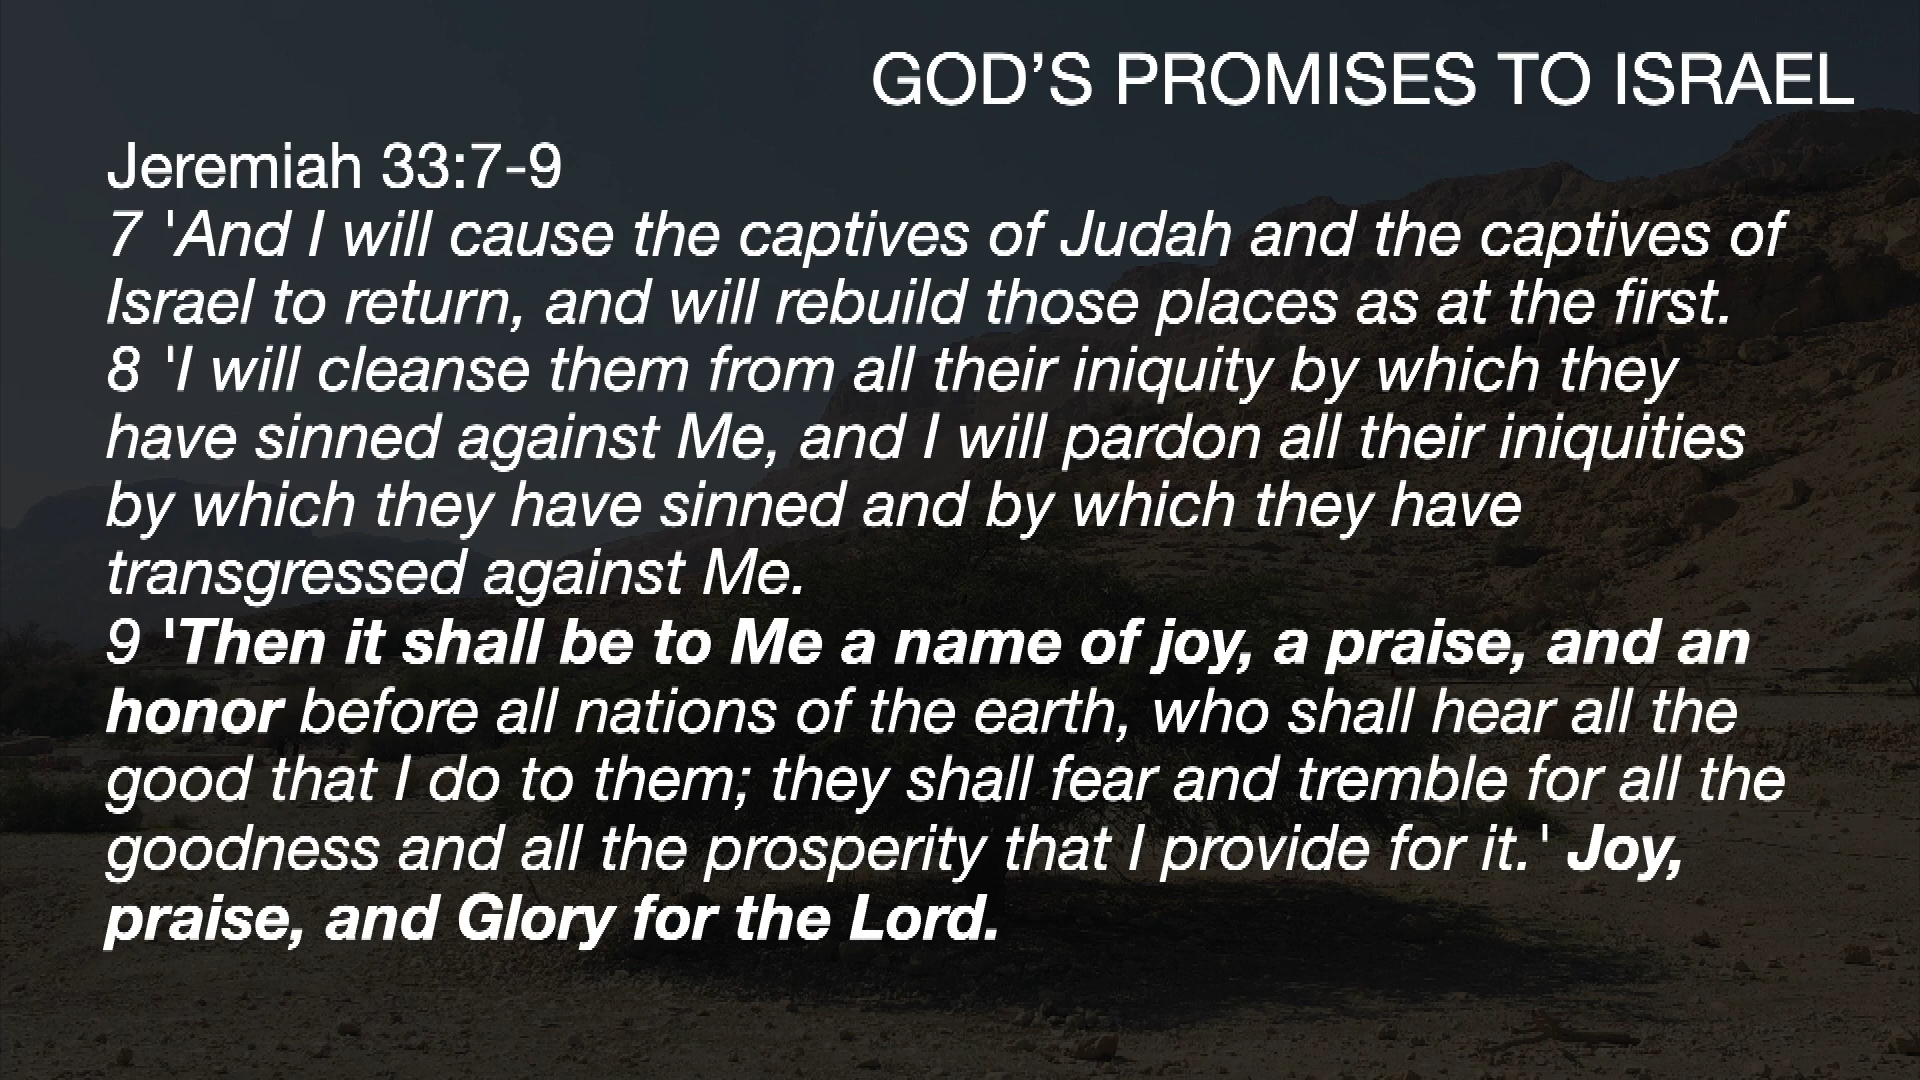 GOD’S PROMISES TO ISRAEL
Jeremiah 33:7-9
7 'And I will cause the captives of Judah and the captives of
Israel to return, and will rebuild those places as at the first.
8 'I will cleanse them from all their iniquity by which they
have sinned against Me, and I will pardon all their iniquities
by which they have sinned and by which they have
transgressed against Me.
9 'Then it shall be to Me a name of joy, a praise, and an
honor before all nations of the earth, who shall hear all the
good that I do to them; they shall fear and tremble for all the
goodness and all the prosperity that I provide for it.' Joy,
praise, and Glory for the Lord.